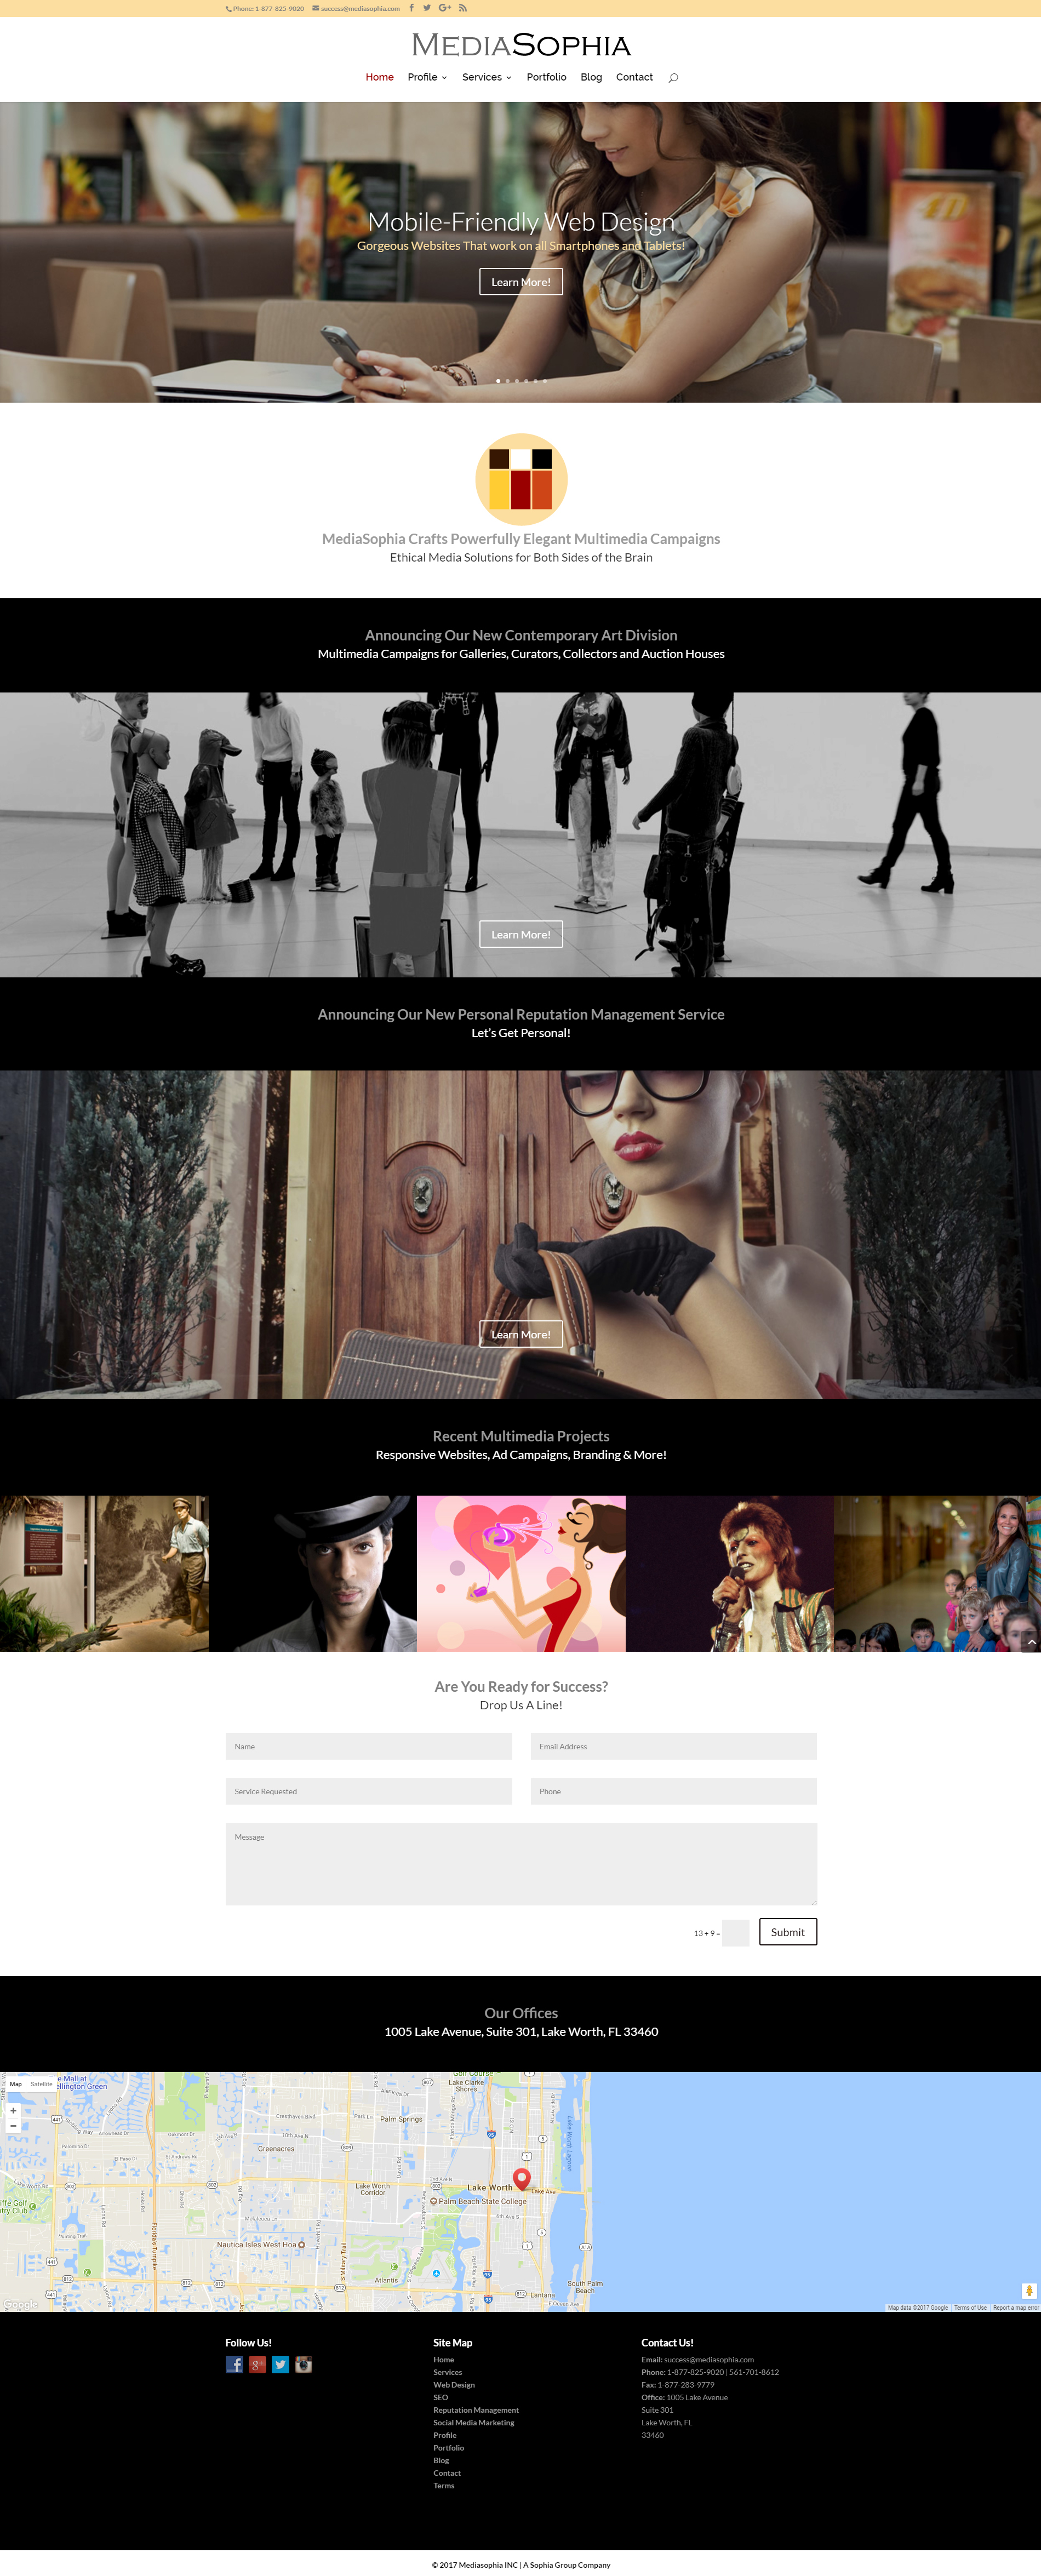 Phone: 1-877-825-9020 success@mediasophia.com
MEDIASOPHIA
Home Profile Services Portfolio Blog Contact
Mobile-Friendly Web Design
Gorgeous Websites That work on all Smartphones and Tablets!
Learn More!
MediaSophia Crafts Powerfully Elegant Multimedia Campaigns
Ethical Media Solutions for Both Sides of the Brain
Announcing Our New Contemporary Art Division
Multimedia Campaigns for Galleries, Curators, Collectors and Auction Houses
Learn More!
Announcing Our New Personal Reputation Management Service
Let's Get Personal!
Learn More!
Recent Multimedia Projects
Responsive Websites, Ad Campaigns, Branding & More!
Are You Ready for Success?
Drop Us A Line!
Name
Email Address
Service Requested
Phone
Message
13 + 9 =
Submit
Our Offices
1005 Lake Avenue, Suite 301, Lake Worth, FL 33460
Map Satellite
Golf Course
Lake Clarke
Shores
Palm Springs
Greenacres
Lake Worth
Corridor
Lake Worth
Lake Ave
Palm Beach State College
Nautica Isles West Hoa
Atlantis
South Palm
Beach
Lantana
Google
Map data ©2017 Google Terms of Use Report a map error
Follow Us!
Site Map
Home
Services
Web Design
SEO
Reputation Management
Social Media Marketing
Profile
Portfolio
Blog
Contact
Terms
Contact Us!
Email: success@mediasophia.com
Phone: 1-877-825-9020 | 561-701-8612
Fax: 1-877-283-9779
Office: 1005 Lake Avenue
Suite 301
Lake Worth, FL
33460
© 2017 Mediasophia INC | A Sophia Group Company